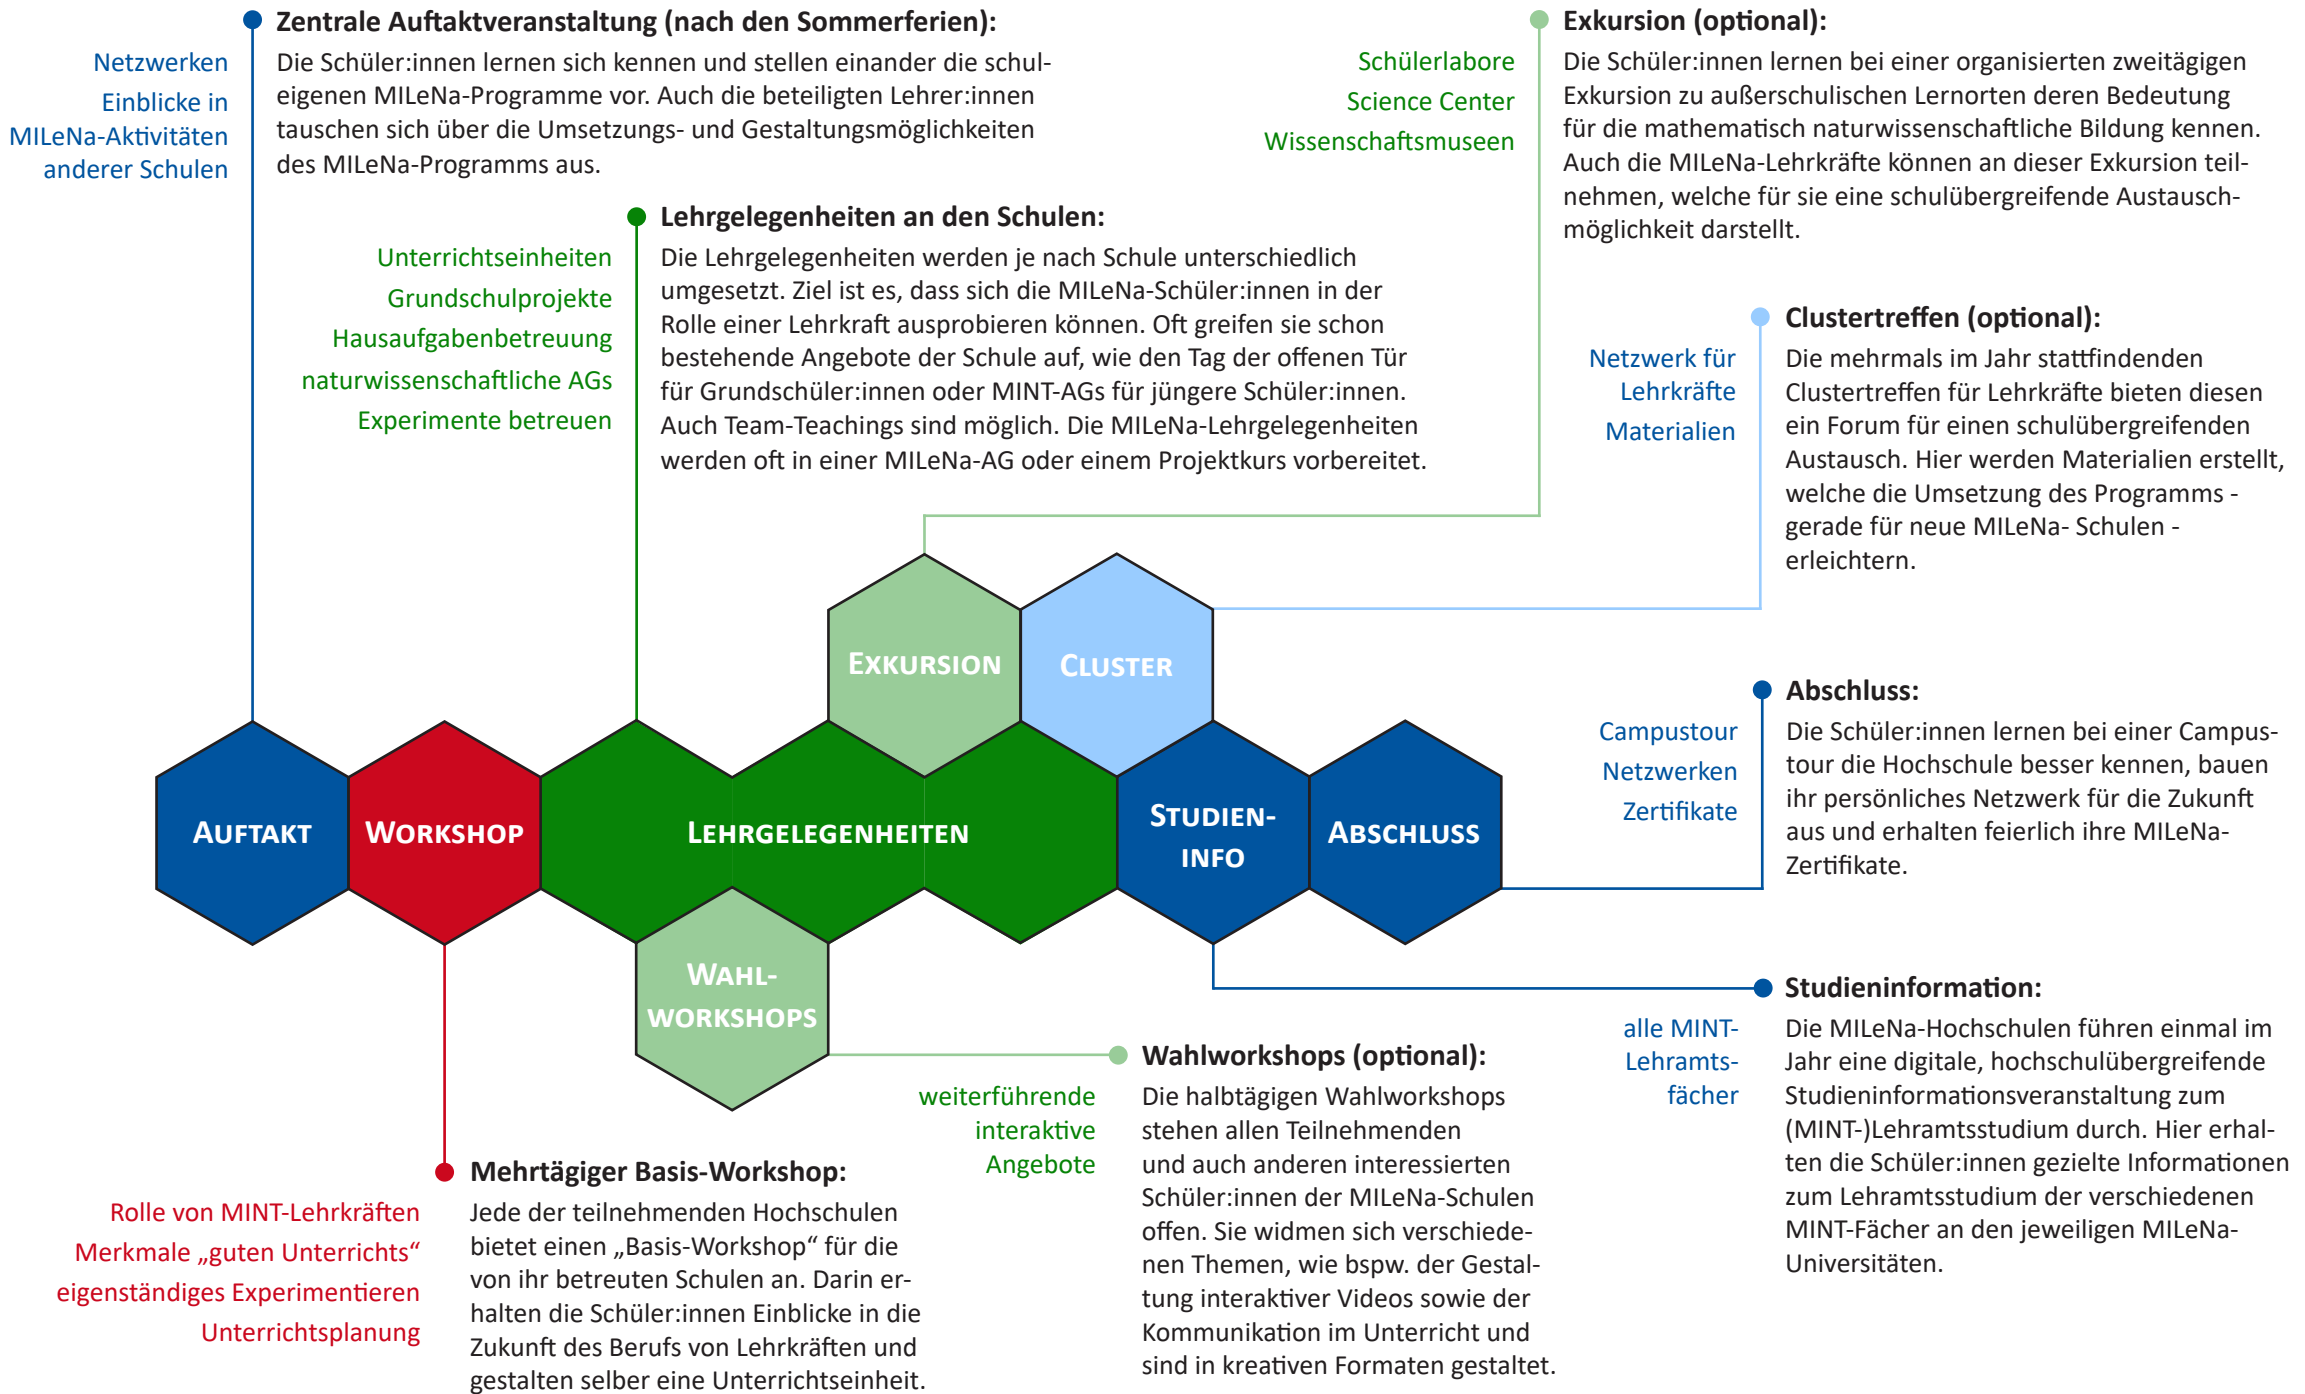 Zentrale Auftaktveranstaltung (nach den Sommerferien):
Netzwerken
Einblicke in
MILeNa-Aktivitäten
anderer Schulen
Die Schüler:innen lernen sich kennen und stellen einander die schul-
eigenen MILeNa-Programme vor. Auch die beteiligten Lehrer:innen
tauschen sich über die Umsetzungs- und Gestaltungsmöglichkeiten
des MILeNa-Programms aus.
Exkursion (optional):
Schülerlabore
Science Center
Wissenschaftsmuseen
Die Schüler:innen lernen bei einer organisierten zweitägigen
Exkursion zu außerschulischen Lernorten deren Bedeutung
für die mathematisch naturwissenschaftliche Bildung kennen.
Auch die MILeNa-Lehrkräfte können an dieser Exkursion teil-
nehmen, welche für sie eine schulübergreifende Austausch-
möglichkeit darstellt.
Lehrgelegenheiten an den Schulen:
Unterrichtseinheiten
Grundschulprojekte
Hausaufgabenbetreuung
naturwissenschaftliche AGs
Experimente betreuen
Die Lehrgelegenheiten werden je nach Schule unterschiedlich
umgesetzt. Ziel ist es, dass sich die MILeNa-Schüler:innen in der
Rolle einer Lehrkraft ausprobieren können. Oft greifen sie schon
bestehende Angebote der Schule auf, wie den Tag der offenen Tür
für Grundschüler:innen oder MINT-AGs für jüngere Schüler:innen.
Auch Team-Teachings sind möglich. Die MILeNa-Lehrgelegenheiten
werden oft in einer MILeNa-AG oder einem Projektkurs vorbereitet.
Clustertreffen (optional):
Netzwerk für
Lehrkräfte
Materialien
Die mehrmals im Jahr stattfindenden
Clustertreffen für Lehrkräfte bieten diesen
ein Forum für einen schulübergreifenden
Austausch. Hier werden Materialien erstellt,
welche die Umsetzung des Programms -
gerade für neue MILeNa- Schulen -
erleichtern.
EXKURSION
CLUSTER
AUFTAKT
WORKSHOP
LEHRGELEGENHEITEN
STUDIEN-
INFO
ABSCHLUSS
WAHL-
WORKSHOPS
Abschluss:
Campustour
Netzwerken
Zertifikate
Die Schüler:innen lernen bei einer Campus-
tour die Hochschule besser kennen, bauen
ihr persönliches Netzwerk für die Zukunft
aus und erhalten feierlich ihre MILeNa-
Zertifikate.
Studieninformation:
alle MINT-
Lehramts-
fächer
Die MILeNa-Hochschulen führen einmal im
Jahr eine digitale, hochschulübergreifende
Studieninformationsveranstaltung zum
(MINT-)Lehramtsstudium durch. Hier erhal-
ten die Schüler:innen gezielte Informationen
zum Lehramtsstudium der verschiedenen
MINT-Fächer an den jeweiligen MILeNa-
Universitäten.
Wahlworkshops (optional):
weiterführende
interaktive
Angebote
Die halbtägigen Wahlworkshops
stehen allen Teilnehmenden
und auch anderen interessierten
Schüler:innen der MILeNa-Schulen
offen. Sie widmen sich verschiede-
nen Themen, wie bspw. der Gestal-
tung interaktiver Videos sowie der
Kommunikation im Unterricht und
sind in kreativen Formaten gestaltet.
Mehrtägiger Basis-Workshop:
Rolle von MINT-Lehrkräften
Merkmale „guten Unterrichts“
eigenständiges Experimentieren
Unterrichtsplanung
Jede der teilnehmenden Hochschulen
bietet einen „Basis-Workshop“ für die
von ihr betreuten Schulen an. Darin er-
halten die Schüler:innen Einblicke in die
Zukunft des Berufs von Lehrkräften und
gestalten selber eine Unterrichtseinheit.